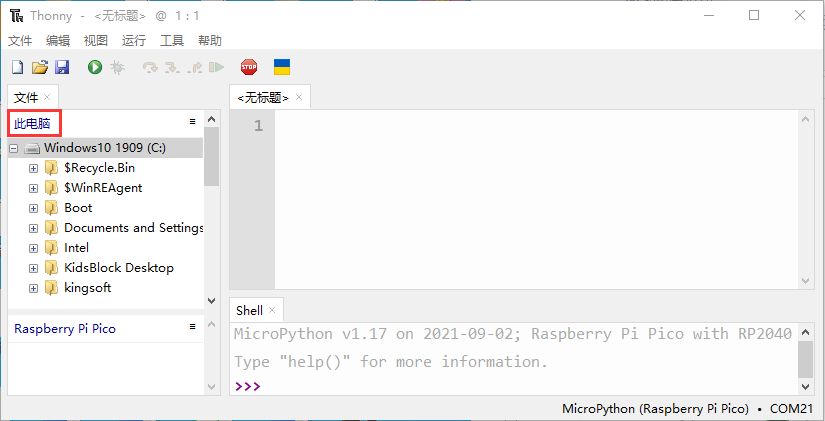 Thonny - <无标题> @ 1 : 1
文件 编辑 视图 运行 工具 帮助
STOP
文件
此电脑
Windows10 1909 (C:)
$Recycle.Bin
$WinREAgent
Boot
Documents and Settings
Intel
KidsBlock Desktop
kingsoft
Raspberry Pi Pico
<无标题>
1
Shell
MicroPython v1.17 on 2021-09-02; Raspberry Pi Pico with RP2040
Type "help()" for more information.
>>>
MicroPython (Raspberry Pi Pico) • COM21